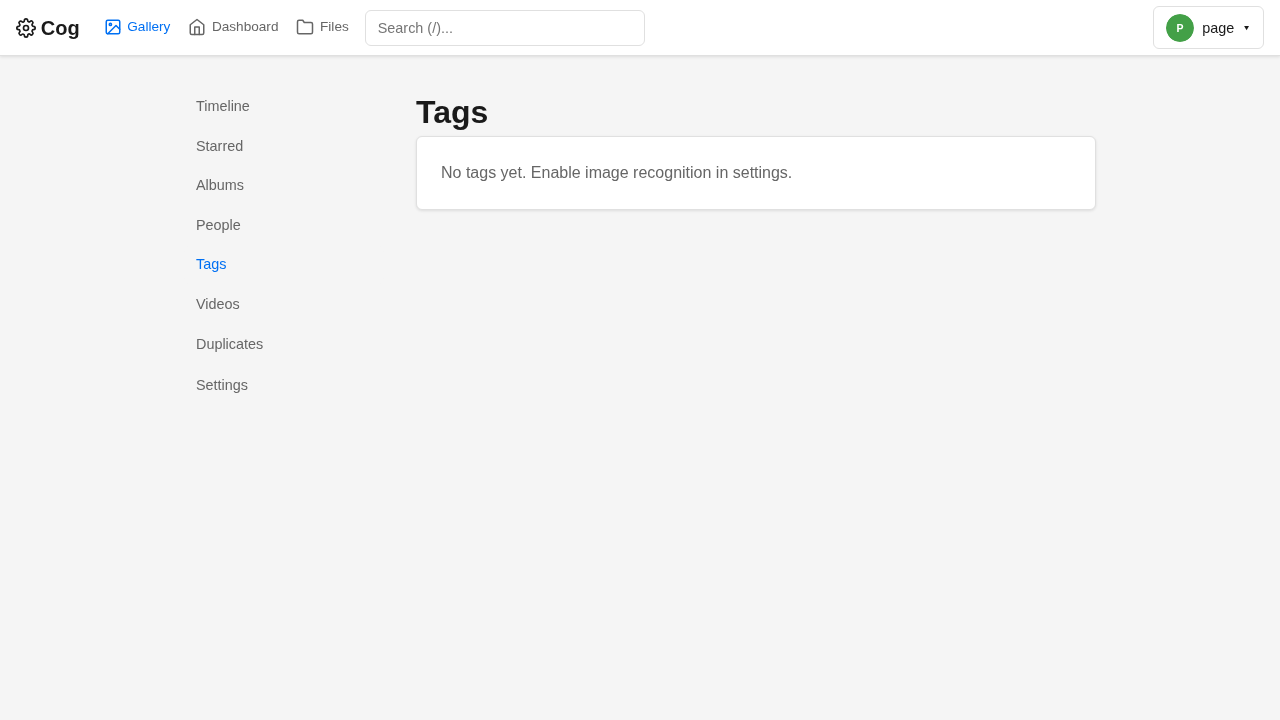 Cog
Gallery
Dashboard
Files
Search (/)...
P
page
Timeline
Starred
Albums
People
Tags
Videos
Duplicates
Settings
Tags
No tags yet. Enable image recognition in settings.